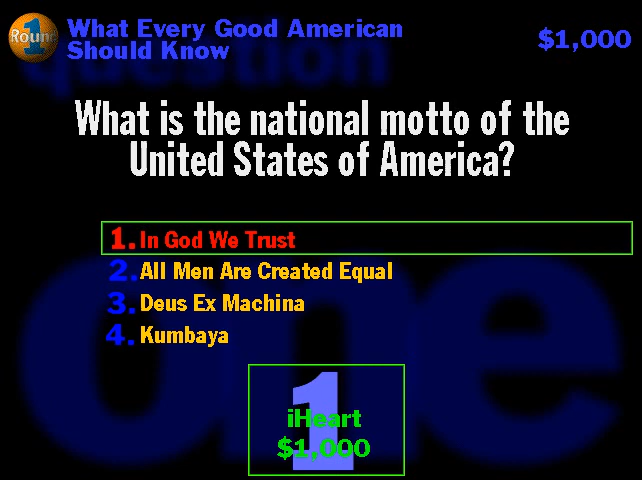 Round 1
What Every Good American
Should Know
$1,000
question
What is the national motto of the
United States of America?
1. In God We Trust
2. All Men Are Created Equal
3. Deus Ex Machina
4. Kumbaya
one
1
iHeart
$1,000